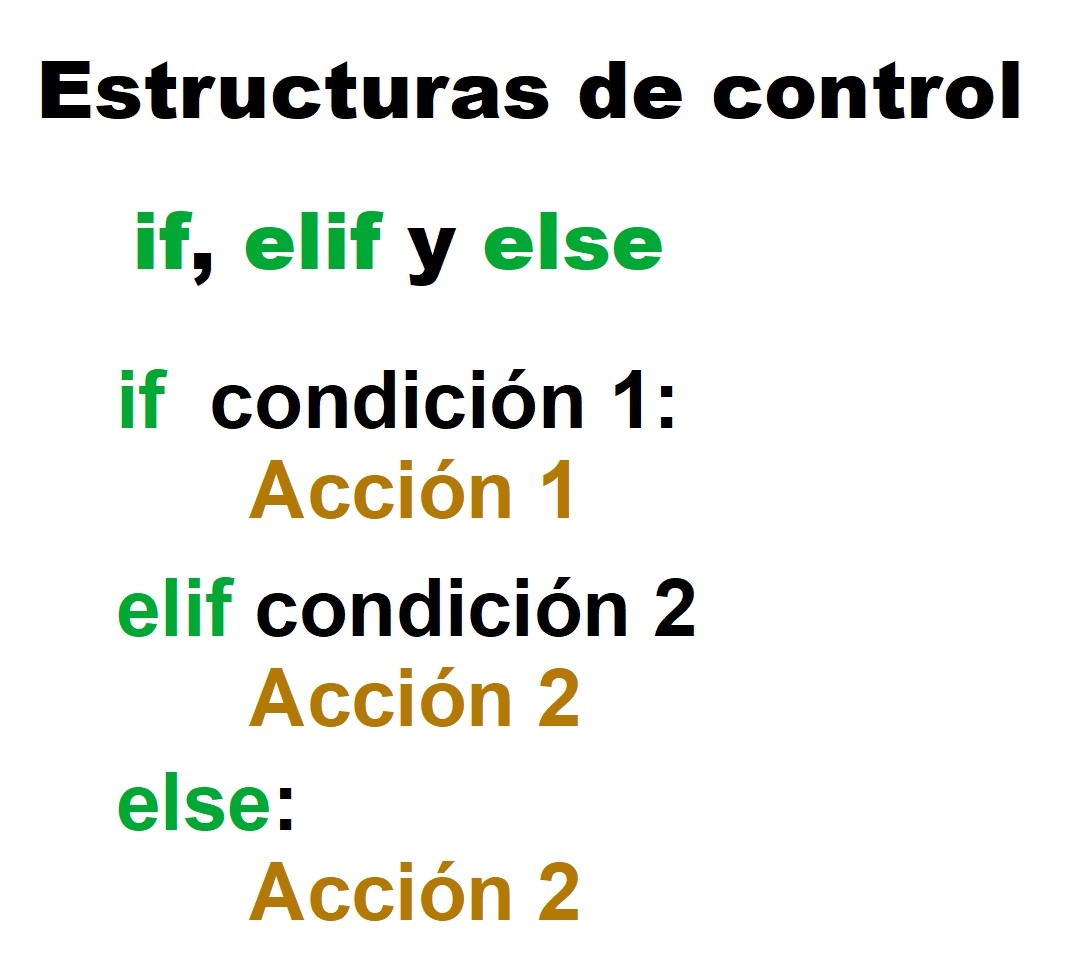 Estructuras de control
if, elif y else
if condición 1:
Acción 1
elif condición 2
Acción 2
else:
Acción 2